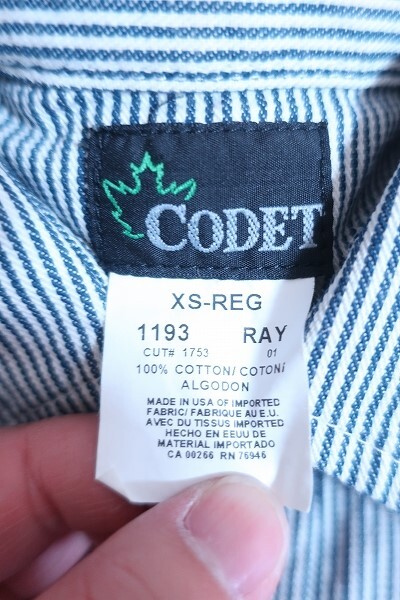 CODET
XS-REG
1193 RAY
CUT# 1753 01
100% COTTON/ COTON/
ALGODON
MADE IN USA OF IMPORTED
FABRIC/ FABRIQUE AU E.U.
AVEC DU TISSUS IMPORTED
HECHO EN EEUU DE
MATERIAL IMPORTADO
CA 00266 RN 76946